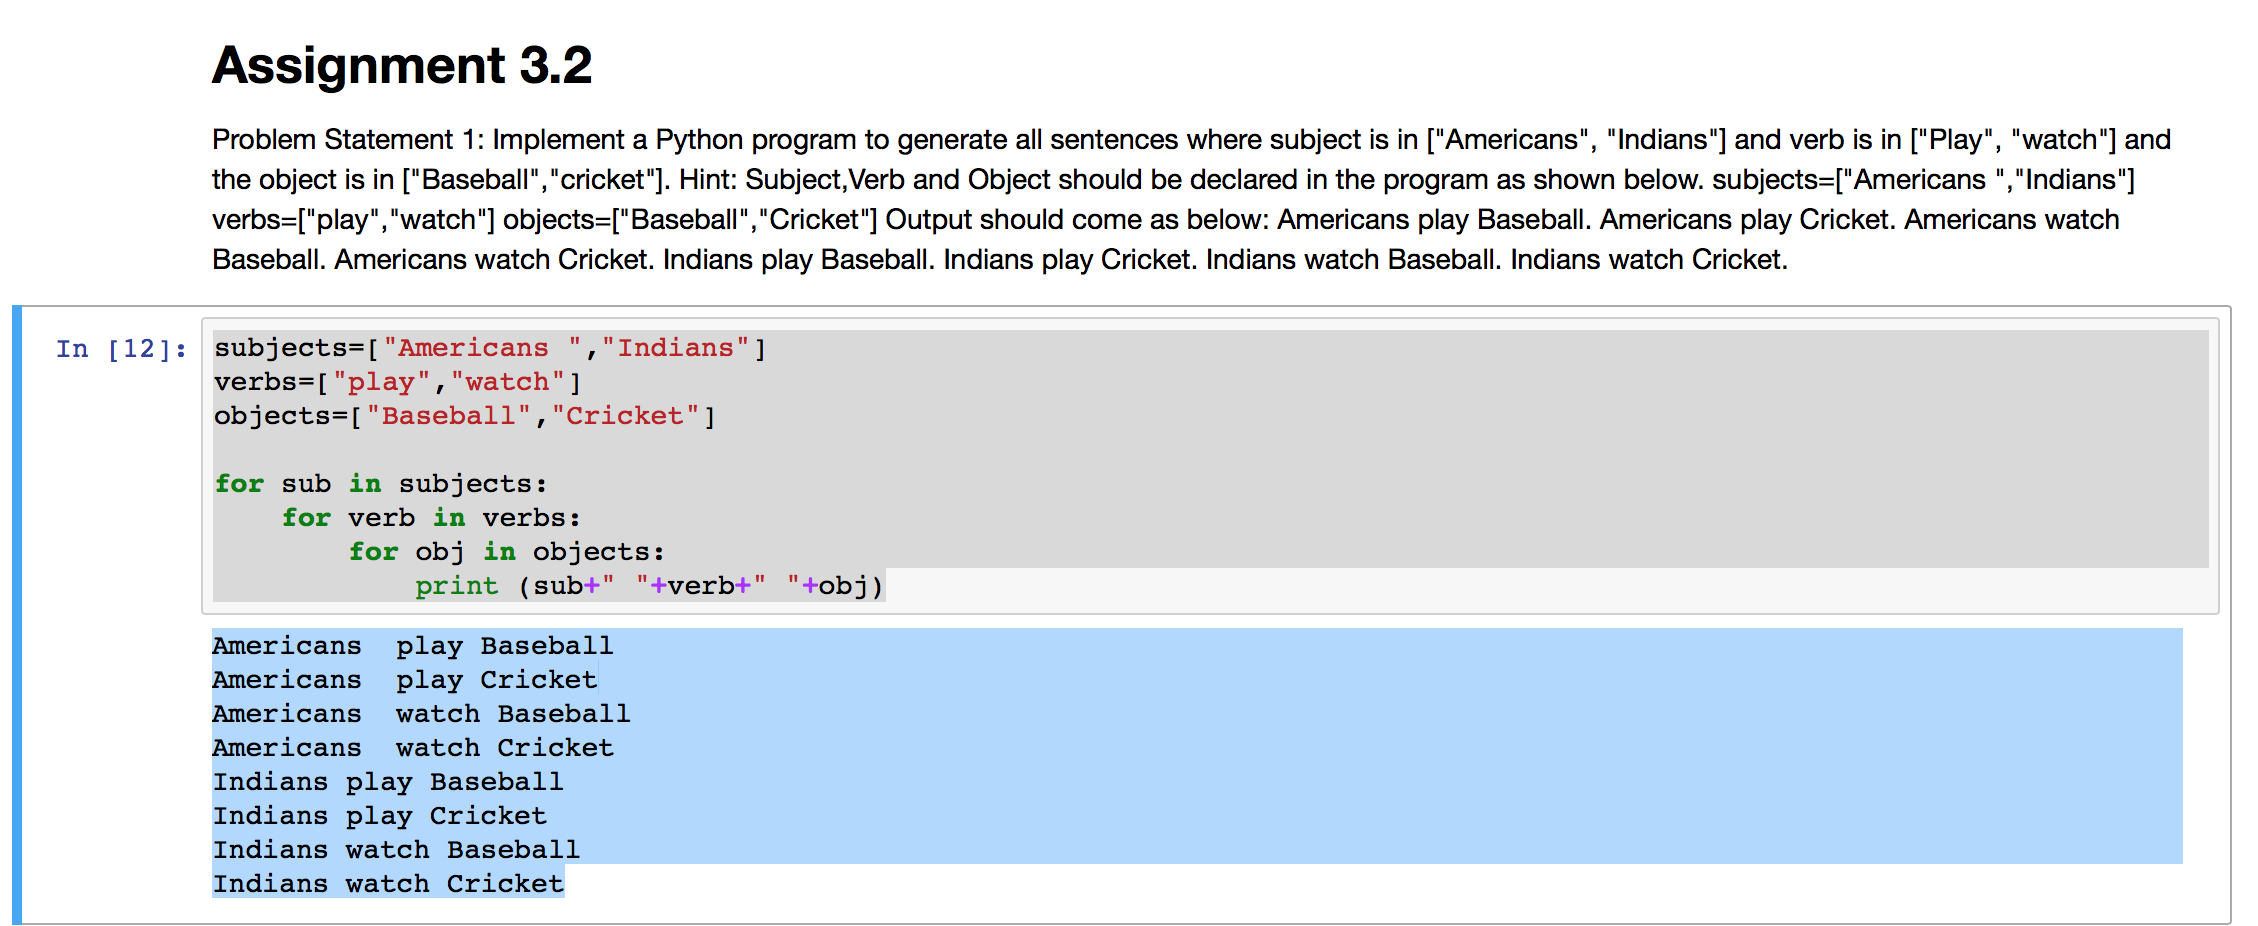 Assignment 3.2
Problem Statement 1: Implement a Python program to generate all sentences where subject is in ["Americans", "Indians"] and verb is in ["Play", "watch"] and
the object is in ["Baseball","cricket"]. Hint: Subject,Verb and Object should be declared in the program as shown below. subjects=["Americans ","Indians"]
verbs=["play","watch"] objects=["Baseball","Cricket"] Output should come as below: Americans play Baseball. Americans play Cricket. Americans watch
Baseball. Americans watch Cricket. Indians play Baseball. Indians play Cricket. Indians watch Baseball. Indians watch Cricket.
In [12]: subjects=["Americans ","Indians"]
verbs=["play","watch"]
objects=["Baseball","Cricket"]

for sub in subjects:
    for verb in verbs:
        for obj in objects:
            print (sub+" "+verb+" "+obj)
Americans  play Baseball
Americans  play Cricket
Americans  watch Baseball
Americans  watch Cricket
Indians play Baseball
Indians play Cricket
Indians watch Baseball
Indians watch Cricket